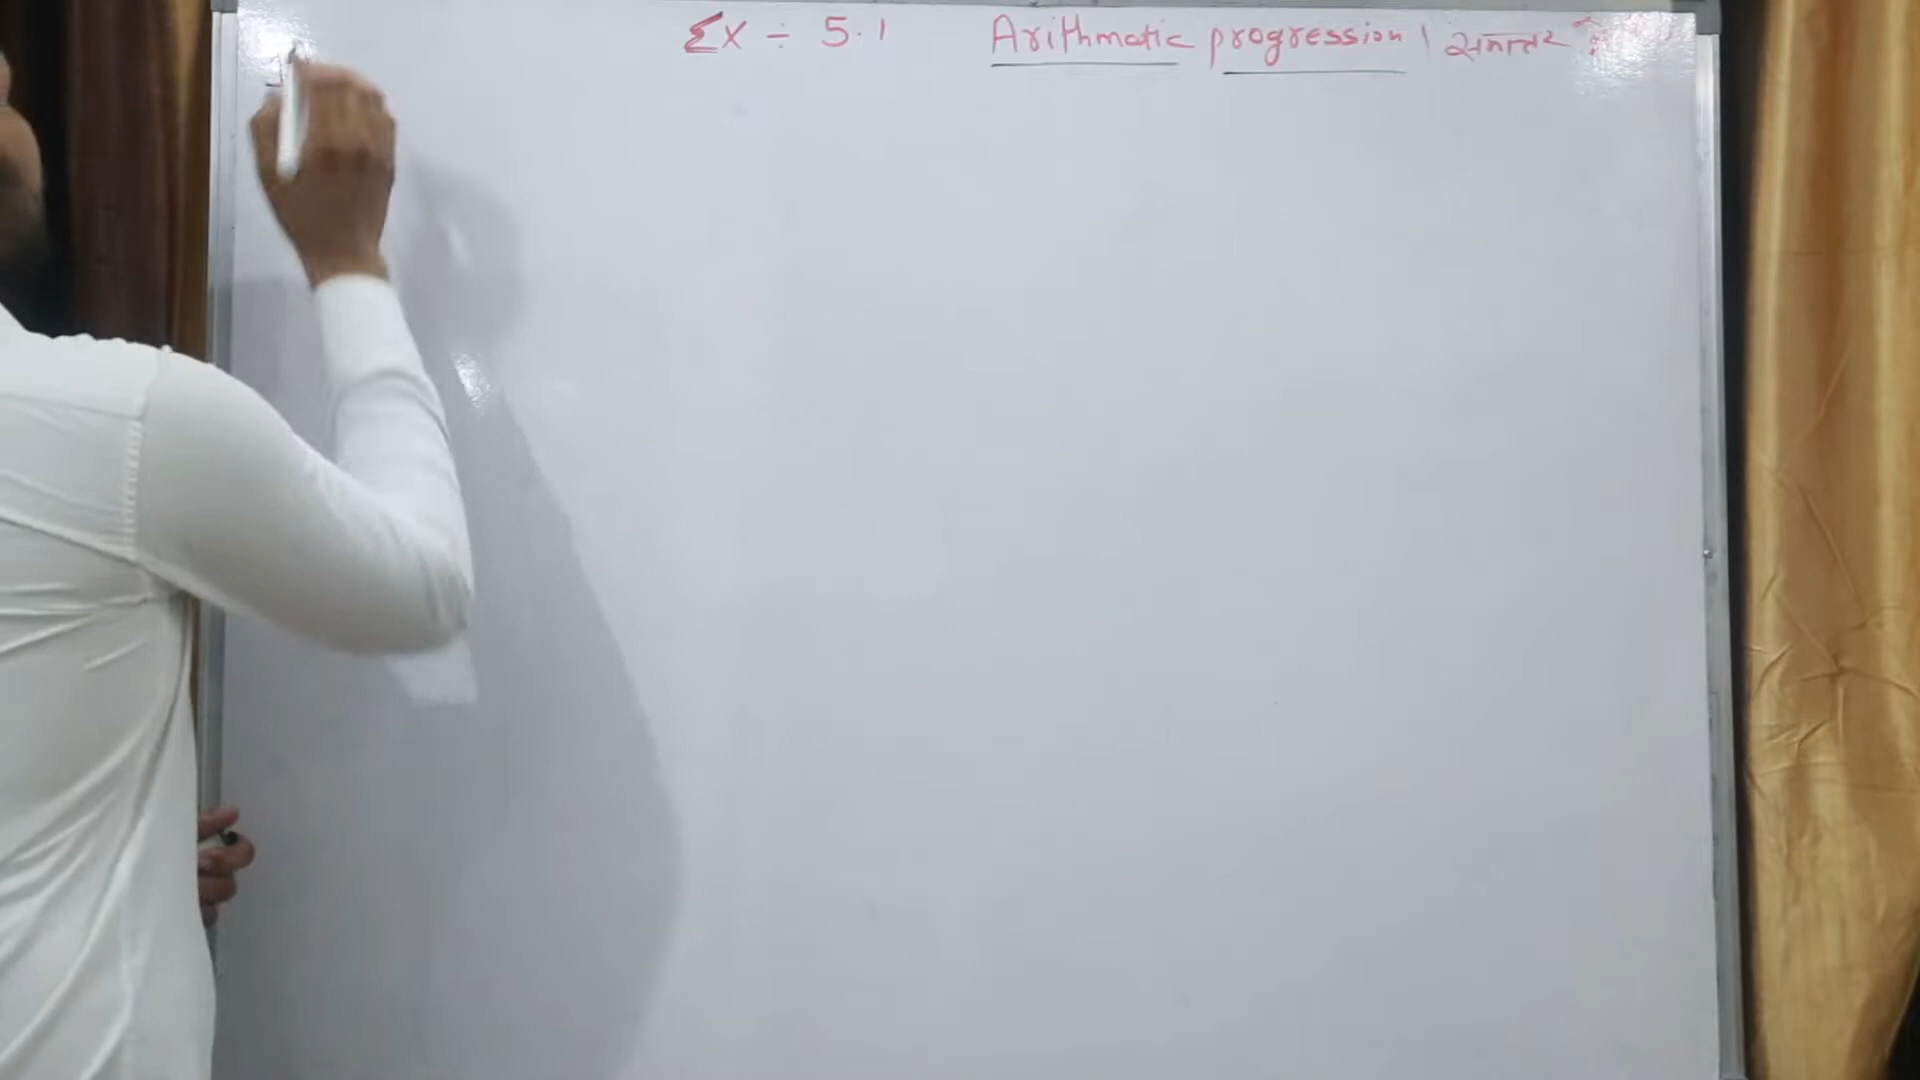 Ex ÷ 5.1 Arithmatic progression | समान्तर